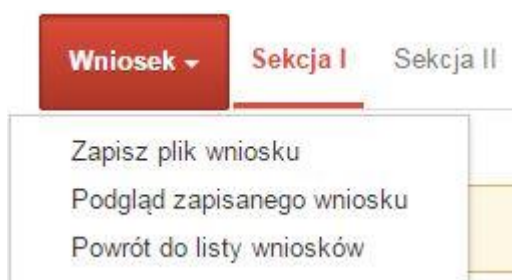 Wniosek Sekcja I Sekcja II
Zapisz plik wniosku
Podgląd zapisanego wniosku
Powrót do listy wniosków